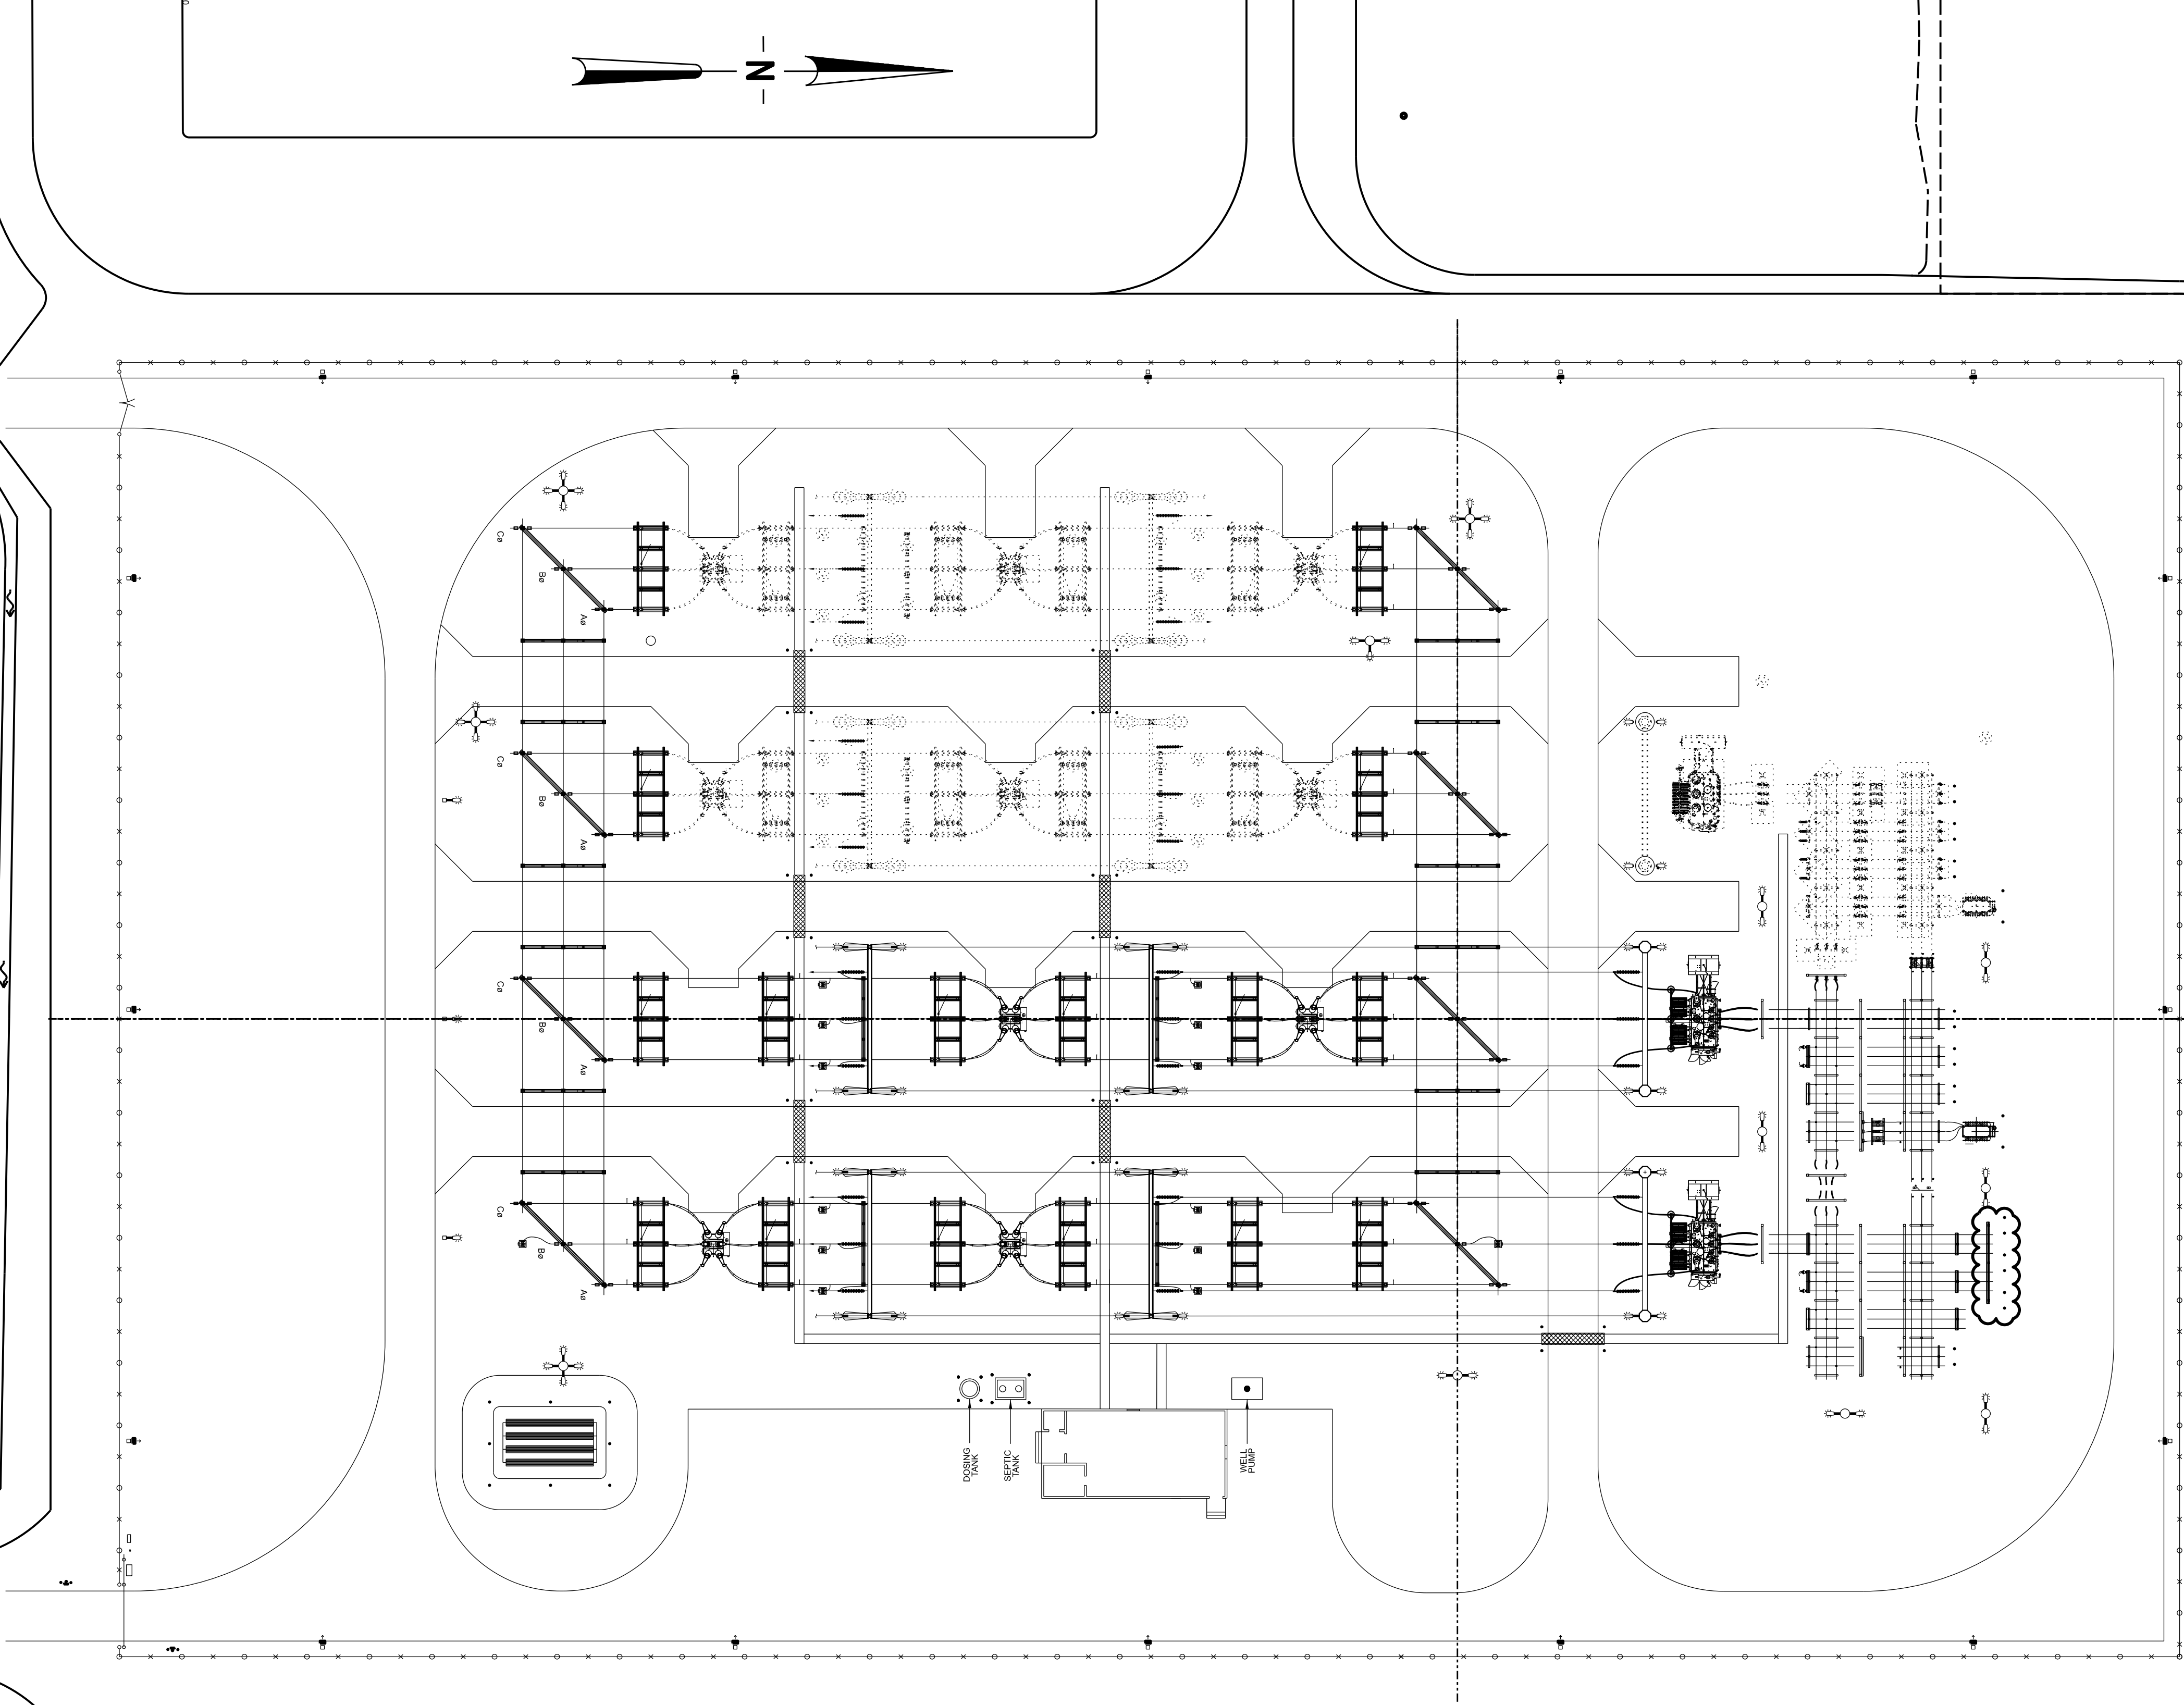 N
Cø
Bø
Aø
Cø
Bø
Aø
Cø
Bø
Aø
Cø
Bø
Aø
DOSING
TANK
SEPTIC
TANK
WELL
PUMP